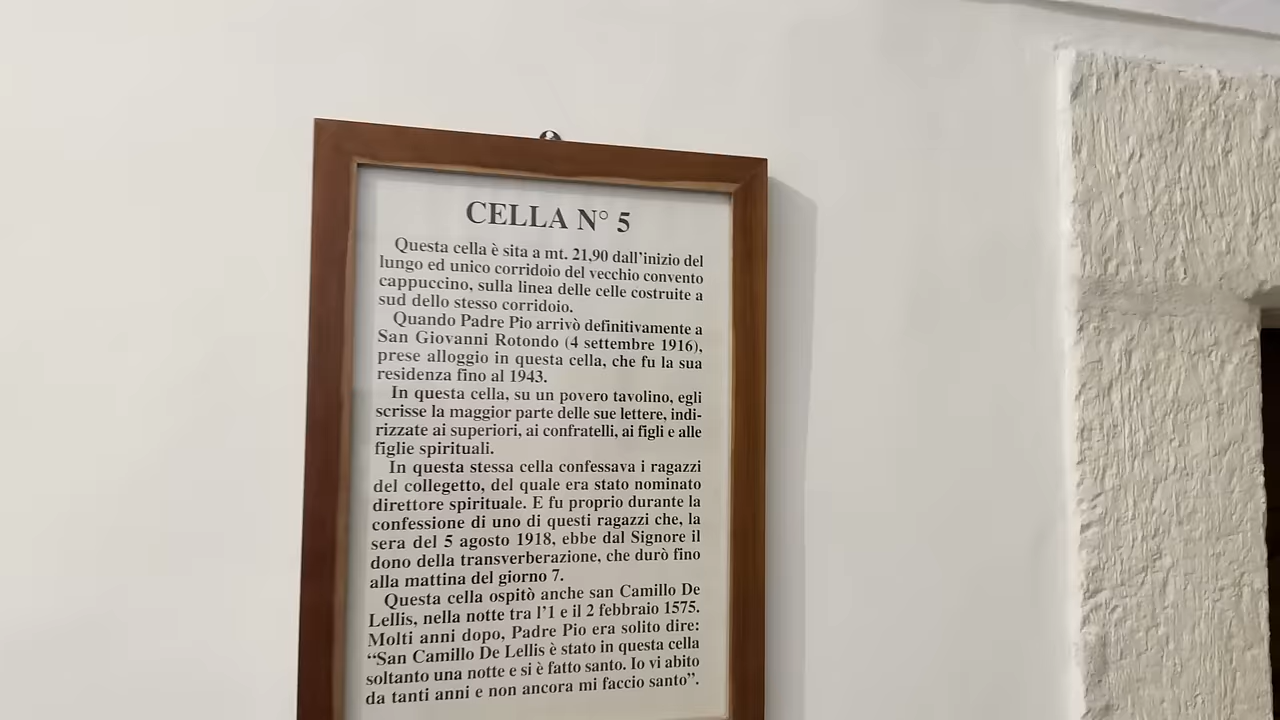 CELLA N° 5
Questa cella è sita a mt. 21,90 dall'inizio del
lungo ed unico corridoio del vecchio convento
cappuccino, sulla linea delle celle costruite a
sud dello stesso corridoio.
Quando Padre Pio arrivò definitivamente a
San Giovanni Rotondo (4 settembre 1916),
prese alloggio in questa cella, che fu la sua
residenza fino al 1943.
In questa cella, su un povero tavolino, egli
scrisse la maggior parte delle sue lettere, indi-
rizzate ai superiori, ai confratelli, ai figli e alle
figlie spirituali.
In questa stessa cella confessava i ragazzi
del collegetto, del quale era stato nominato
direttore spirituale. E fu proprio durante la
confessione di uno di questi ragazzi che, la
sera del 5 agosto 1918, ebbe dal Signore il
dono della transverberazione, che durò fino
alla mattina del giorno 7.
Questa cella ospitò anche san Camillo De
Lellis, nella notte tra l'1 e il 2 febbraio 1575.
Molti anni dopo, Padre Pio era solito dire:
“San Camillo De Lellis è stato in questa cella
soltanto una notte e si è fatto santo. Io vi abito
da tanti anni e non ancora mi faccio santo”.